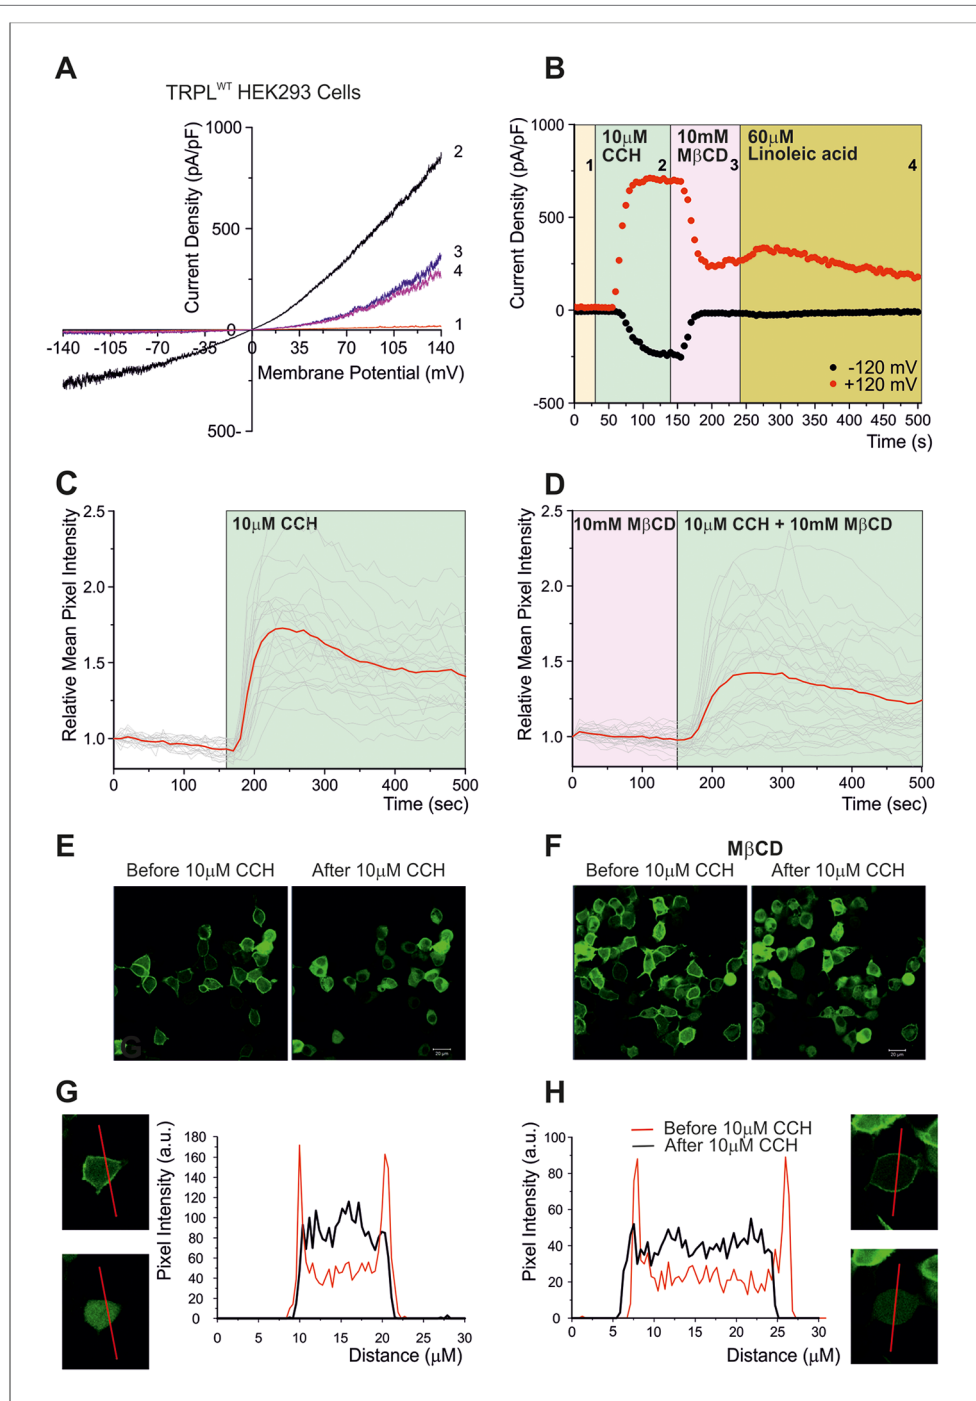 A
TRPL^WT HEK293 Cells
Current Density (pA/pF)
1000
500
0
500-
-140 -105 -70 -35 0 35 70 105 140
Membrane Potential (mV)
2
3
4
1
B
Current Density (pA/pF)
1000
500
0
-500
10μM CCH
10mM MβCD
60μM Linoleic acid
1 2 3 4
-120 mV
+120 mV
0 50 100 150 200 250 300 350 400 450 500
Time (s)
C
Relative Mean Pixel Intensity
2.5
2.0
1.5
1.0
10μM CCH
0 100 200 300 400 500
Time (sec)
D
Relative Mean Pixel Intensity
2.5
2.0
1.5
1.0
10mM MβCD
10μM CCH + 10mM MβCD
0 100 200 300 400 500
Time (sec)
E
Before 10μM CCH
After 10μM CCH
G
20 μm
F
MβCD
Before 10μM CCH
After 10μM CCH
20 μm
G
Pixel Intensity (a.u.)
180
160
140
120
100
80
60
40
20
0
0 5 10 15 20 25 30
Distance (μM)
H
Before 10μM CCH
After 10μM CCH
Pixel Intensity (a.u.)
100
80
60
40
20
0
0 5 10 15 20 25 30
Distance (μM)